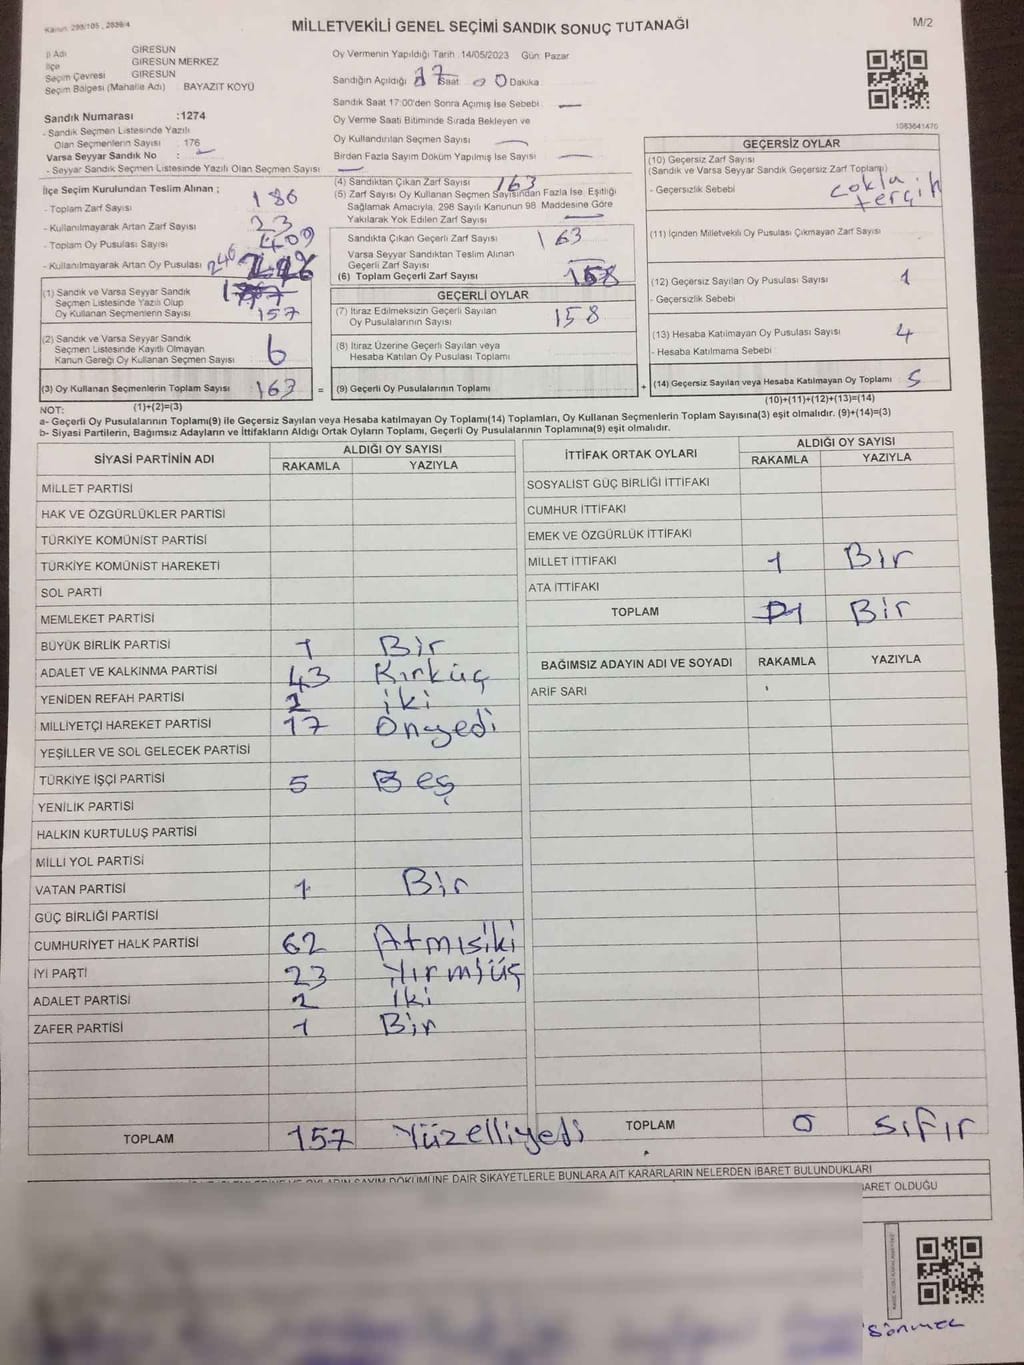 Kanun: 298/105, 2839/4
MİLLETVEKİLİ GENEL SEÇİMİ SANDIK SONUÇ TUTANAĞI
M/2
İl Adı GİRESUN
İlçe GİRESUN MERKEZ
Seçim Çevresi GİRESUN
Seçim Bölgesi (Mahalle Adı) BAYAZIT KÖYÜ
Sandık Numarası :1274
- Sandık Seçmen Listesinde Yazılı
Olan Seçmenlerin Sayısı : 176
Varsa Seyyar Sandık No :
- Seyyar Sandık Seçmen Listesinde Yazılı Olan Seçmen Sayısı
Oy Vermenin Yapıldığı Tarih :14/05/2023 Gün: Pazar
Sandığın Açıldığı 17 Saat 00 Dakika
Sandık Saat 17:00'den Sonra Açımış İse Sebebi —
Oy Verme Saati Bitiminde Sırada Bekleyen ve
Oy Kullandırılan Seçmen Sayısı —
Birden Fazla Sayım Döküm Yapılmış İse Sayısı —
1083641470
İlçe Seçim Kurulundan Teslim Alınan ;
- Toplam Zarf Sayısı 186
- Kullanılmayarak Artan Zarf Sayısı 23
- Toplam Oy Pusulası Sayısı 409
- Kullanılmayarak Artan Oy Pusulası 246
(1) Sandık ve Varsa Seyyar Sandık
Seçmen Listesinde Yazılı Olup
Oy Kullanan Seçmenlerin Sayısı 157
(2) Sandık ve Varsa Seyyar Sandık
Seçmen Listesinde Kayıtlı Olmayan
Kanun Gereği Oy Kullanan Seçmen Sayısı 6
(3) Oy Kullanan Seçmenlerin Toplam Sayısı 163 =
(1)+(2)=(3)
(4) Sandıktan Çıkan Zarf Sayısı 163
(5) Zarf Sayısı Oy Kullanan Seçmen Sayısından Fazla İse, Eşitliği
Sağlamak Amacıyla, 298 Sayılı Kanunun 98. Maddesine Göre
Yakılarak Yok Edilen Zarf Sayısı —
Sandıkta Çıkan Geçerli Zarf Sayısı 163
Varsa Seyyar Sandıktan Teslim Alınan
Geçerli Zarf Sayısı —
(6) Toplam Geçerli Zarf Sayısı 158
GEÇERLİ OYLAR
(7) İtiraz Edilmeksizin Geçerli Sayılan
Oy Pusulalarının Sayısı 158
(8) İtiraz Üzerine Geçerli Sayılan veya
Hesaba Katılan Oy Pusulası Toplamı
(9) Geçerli Oy Pusulalarının Toplamı +
GEÇERSİZ OYLAR
(10) Geçersiz Zarf Sayısı
(Sandık ve Varsa Seyyar Sandık Geçersiz Zarf Toplamı)
- Geçersizlik Sebebi çoklu tercih
(11) İçinden Milletvekili Oy Pusulası Çıkmayan Zarf Sayısı
(12) Geçersiz Sayılan Oy Pusulası Sayısı 1
- Geçersizlik Sebebi
(13) Hesaba Katılmayan Oy Pusulası Sayısı 4
- Hesaba Katılmama Sebebi
(14) Geçersiz Sayılan veya Hesaba Katılmayan Oy Toplamı 5
(10)+(11)+(12)+(13)=(14)
NOT:
a- Geçerli Oy Pusulalarının Toplamı(9) ile Geçersiz Sayılan veya Hesaba katılmayan Oy Toplamı(14) Toplamları, Oy Kullanan Seçmenlerin Toplam Sayısına(3) eşit olmalıdır. (9)+(14)=(3)
b- Siyasi Partilerin, Bağımsız Adayların ve İttifakların Aldığı Ortak Oyların Toplamı, Geçerli Oy Pusulalarının Toplamına(9) eşit olmalıdır.
SİYASİ PARTİNİN ADI ALDIĞI OY SAYISI
RAKAMLA YAZIYLA
MİLLET PARTİSİ
HAK VE ÖZGÜRLÜKLER PARTİSİ
TÜRKİYE KOMÜNİST PARTİSİ
TÜRKİYE KOMÜNİST HAREKETİ
SOL PARTİ
MEMLEKET PARTİSİ
BÜYÜK BİRLİK PARTİSİ 1 Bir
ADALET VE KALKINMA PARTİSİ 43 Kırküç
YENİDEN REFAH PARTİSİ 2 iki
MİLLİYETÇİ HAREKET PARTİSİ 17 Onyedi
YEŞİLLER VE SOL GELECEK PARTİSİ
TÜRKİYE İŞÇİ PARTİSİ 5 Beş
YENİLİK PARTİSİ
HALKIN KURTULUŞ PARTİSİ
MİLLİ YOL PARTİSİ
VATAN PARTİSİ 1 Bir
GÜÇ BİRLİĞİ PARTİSİ
CUMHURİYET HALK PARTİSİ 62 Atmışiki
İYİ PARTİ 23 Yirmiüç
ADALET PARTİSİ 2 İki
ZAFER PARTİSİ 1 Bir
TOPLAM 157 Yüzelliyedi
İTTİFAK ORTAK OYLARI ALDIĞI OY SAYISI
RAKAMLA YAZIYLA
SOSYALİST GÜÇ BİRLİĞİ İTTİFAKI
CUMHUR İTTİFAKI
EMEK VE ÖZGÜRLÜK İTTİFAKI
MİLLET İTTİFAKI 1 Bir
ATA İTTİFAKI
TOPLAM 1 Bir
BAĞIMSIZ ADAYIN ADI VE SOYADI RAKAMLA YAZIYLA
ARİF SARI
TOPLAM 0 sıfır
DÖKÜMÜNE DAİR ŞİKAYETLERLE BUNLARA AİT KARARLARIN NELERDEN İBARET BULUNDUKLARI
İBARET OLDUĞU
sönmez